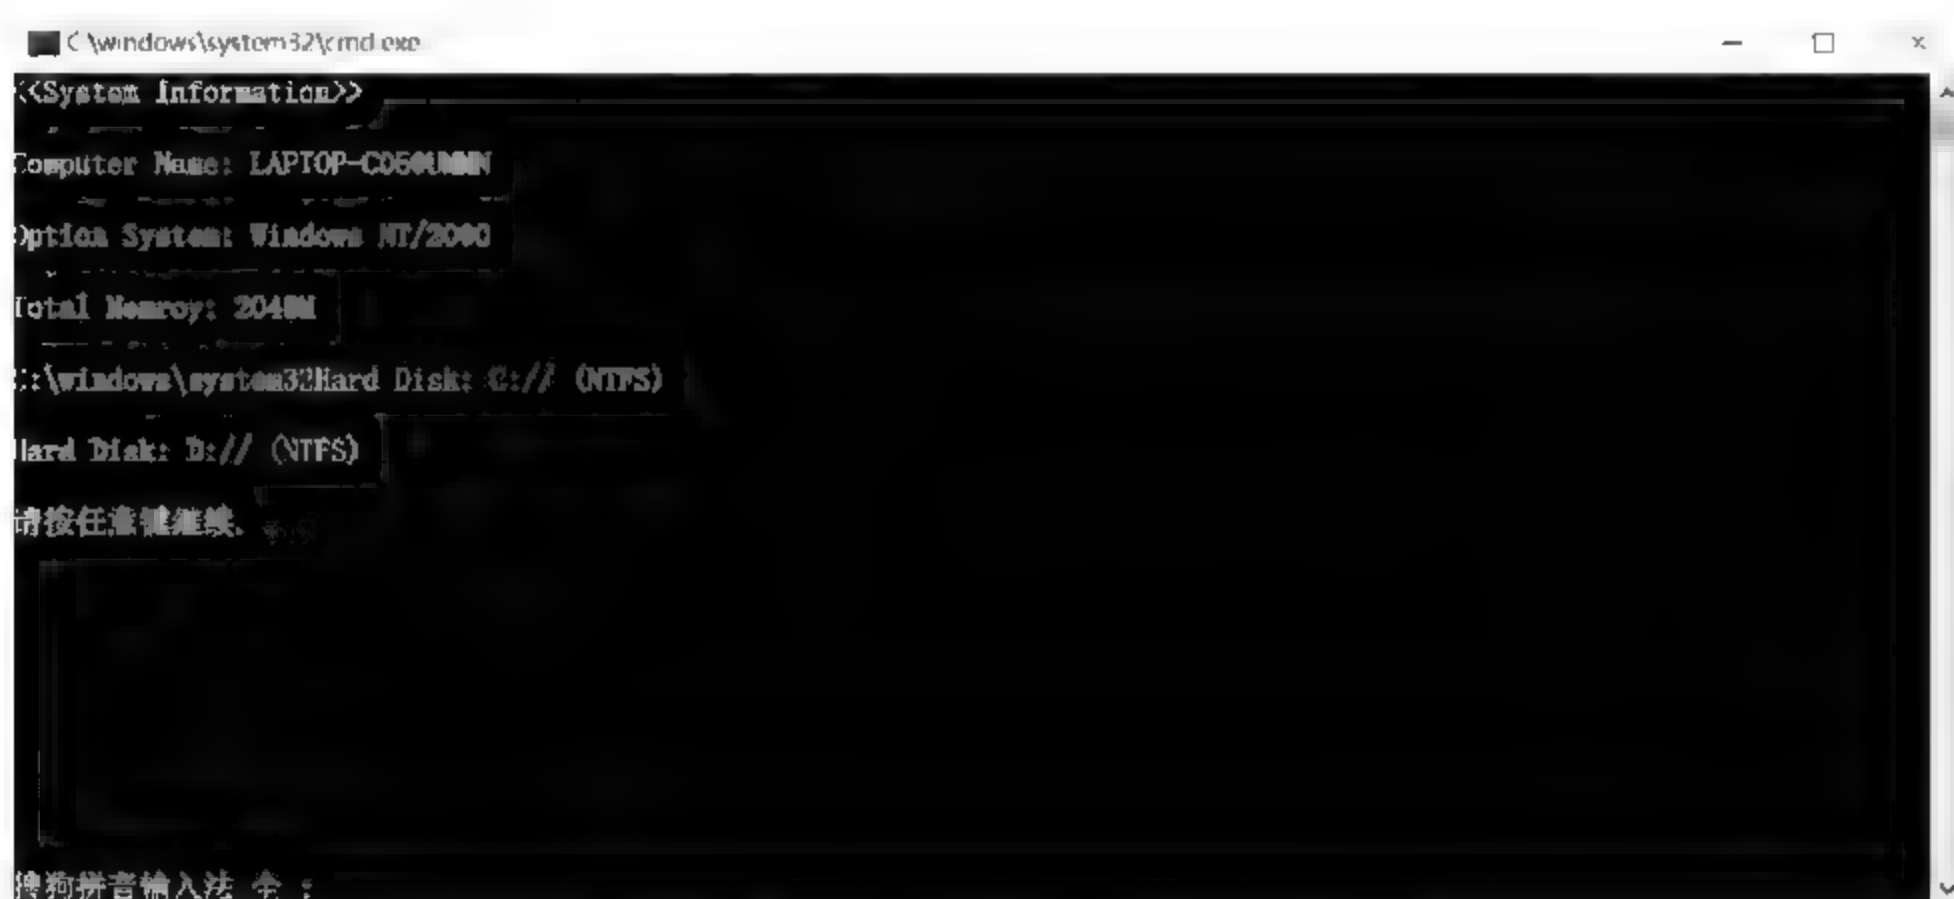 C:\windows\system32\cmd.exe
<<System Information>>
Computer Name:
Option System: Windows NT/2000
Total Memroy: 2048M
C:\windows\system32Hard Disk: C:// (NTFS)
Hard Disk: D:// (NTFS)
请按任意键继续.
搜狗拼音输入法 全 :